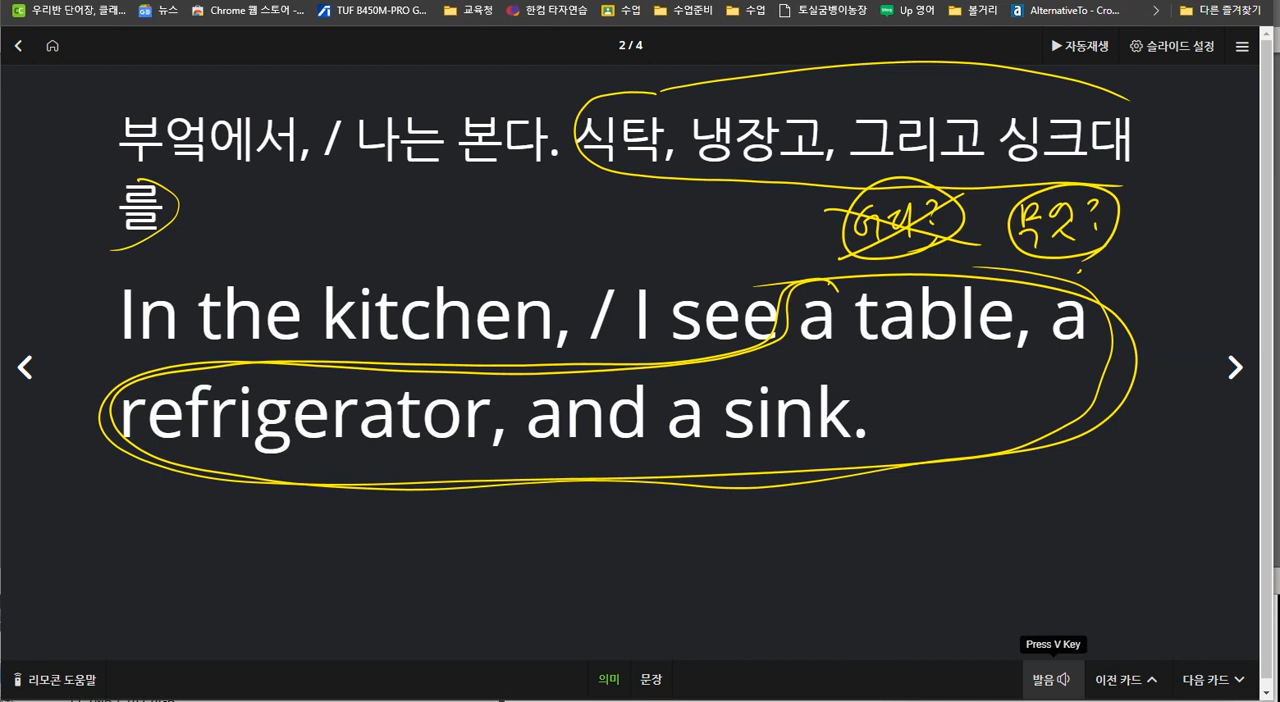 우리반 단어장, 클래... 뉴스 Chrome 웹 스토어 -... TUF B450M-PRO G... 교육청 한컴 타자연습 수업 수업준비 수업 토실굼벵이농장 Up 영어 볼거리 AlternativeTo - Cro... 다른 즐겨찾기
2 / 4 자동재생 슬라이드 설정
부엌에서, / 나는 본다. 식탁, 냉장고, 그리고 싱크대
를
어디? 무엇?
In the kitchen, / I see a table, a
refrigerator, and a sink.
Press V Key
리모콘 도움말 의미 문장 발음 이전 카드 다음 카드